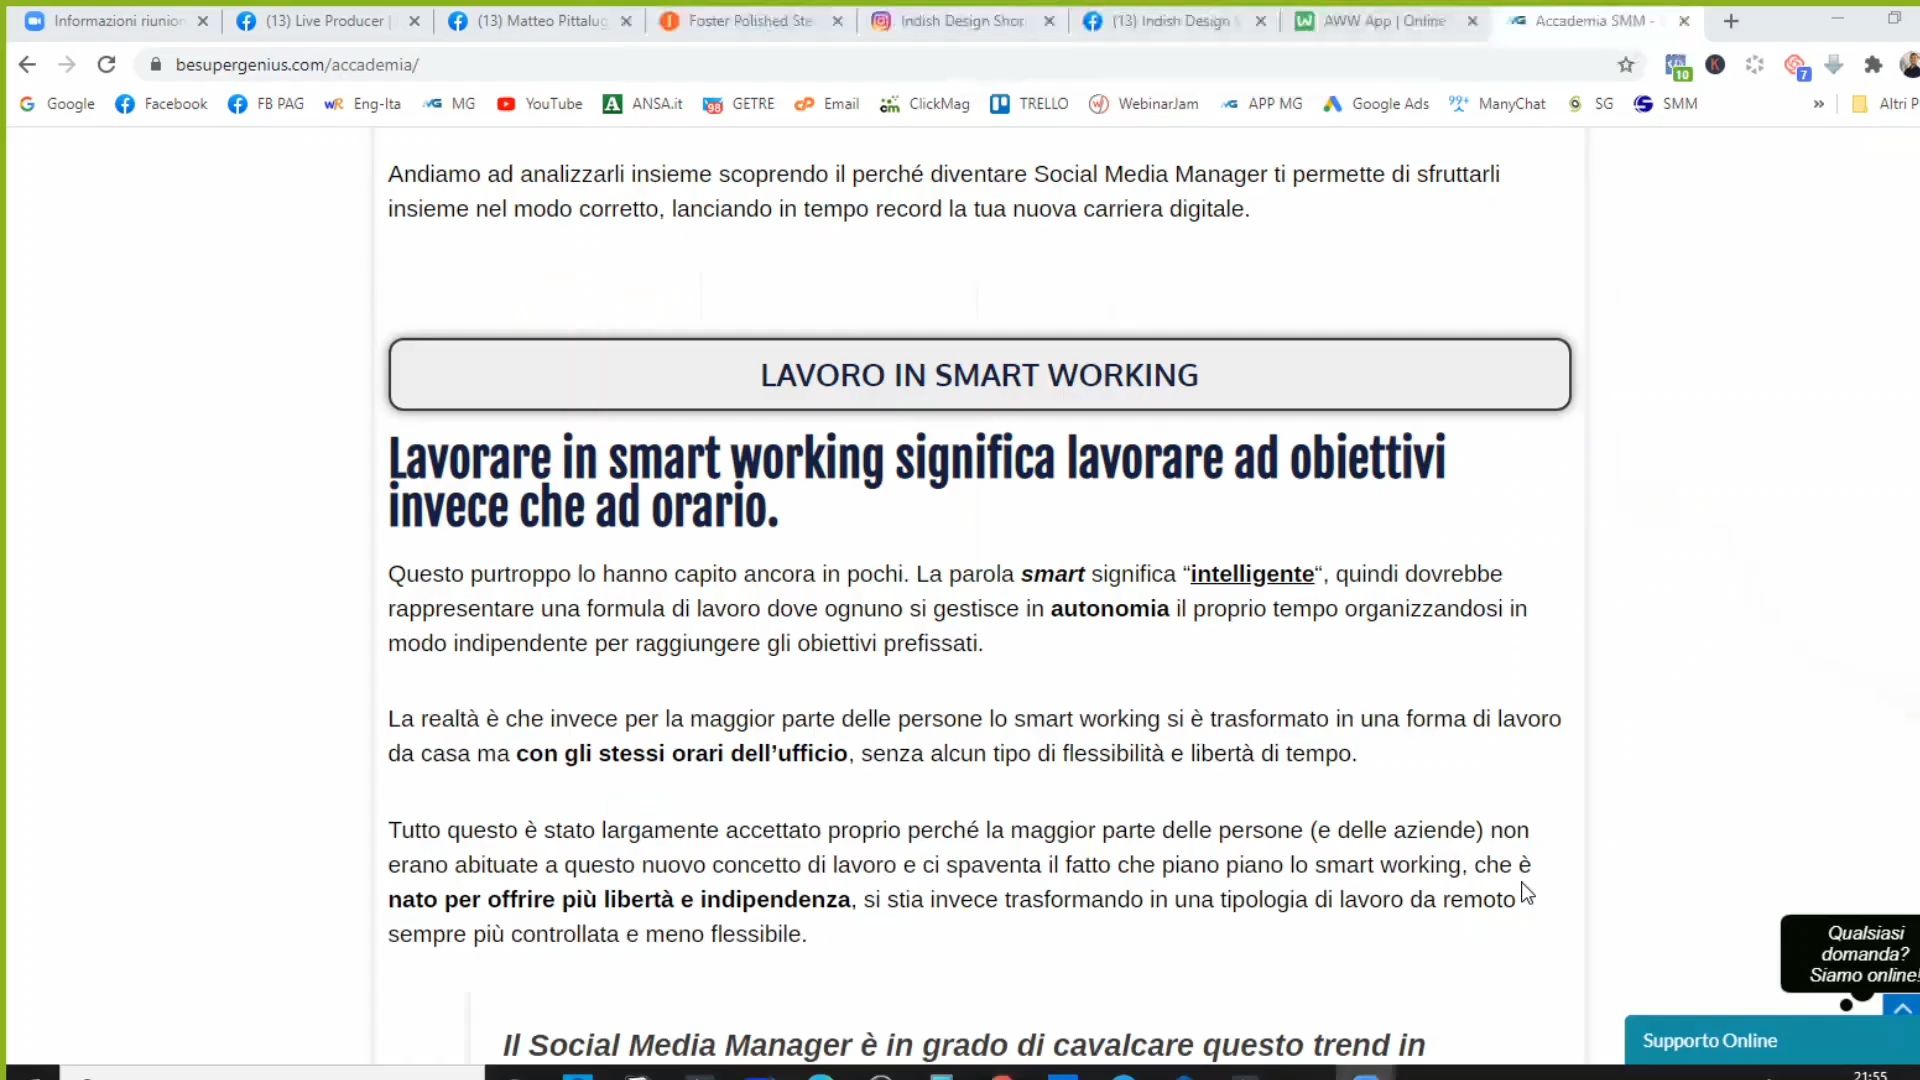 Informazioni riunion
(13) Live Producer |
(13) Matteo Pittalug
Foster Polished Ste
Indish Design Shop
(13) Indish Design
AWW App | Online
Accademia SMM -
besupergenius.com/accademia/
10
K
7
Google
Facebook
FB PAG
Eng-Ita
MG
YouTube
ANSA.it
GETRE
Email
ClickMag
TRELLO
WebinarJam
APP MG
Google Ads
ManyChat
SG
SMM
»
Altri P
Andiamo ad analizzarli insieme scoprendo il perché diventare Social Media Manager ti permette di sfruttarli
insieme nel modo corretto, lanciando in tempo record la tua nuova carriera digitale.
LAVORO IN SMART WORKING
Lavorare in smart working significa lavorare ad obiettivi
invece che ad orario.
Questo purtroppo lo hanno capito ancora in pochi. La parola smart significa “intelligente“, quindi dovrebbe
rappresentare una formula di lavoro dove ognuno si gestisce in autonomia il proprio tempo organizzandosi in
modo indipendente per raggiungere gli obiettivi prefissati.
La realtà è che invece per la maggior parte delle persone lo smart working si è trasformato in una forma di lavoro
da casa ma con gli stessi orari dell’ufficio, senza alcun tipo di flessibilità e libertà di tempo.
Tutto questo è stato largamente accettato proprio perché la maggior parte delle persone (e delle aziende) non
erano abituate a questo nuovo concetto di lavoro e ci spaventa il fatto che piano piano lo smart working, che è
nato per offrire più libertà e indipendenza, si stia invece trasformando in una tipologia di lavoro da remoto
sempre più controllata e meno flessibile.
Il Social Media Manager è in grado di cavalcare questo trend in
Qualsiasi
domanda?
Siamo online!
Supporto Online
21:55